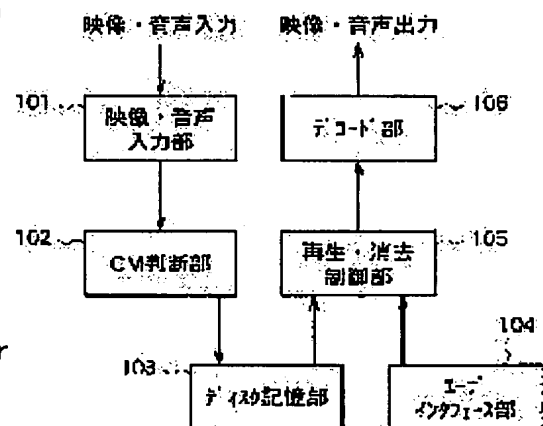 映像・音声入力
映像・音声出力
101
映像・音声
入力部
106
デコード部
102
CM判断部
105
再生・消去
制御部
103
ディスク記憶部
104
ユーザ
インタフェース部
r